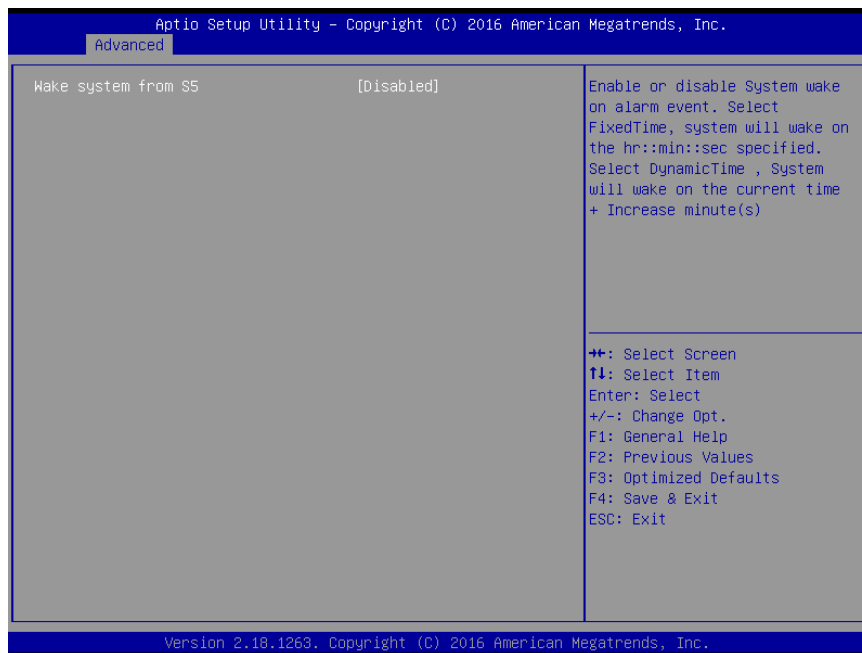 Aptio Setup Utility – Copyright (C) 2016 American Megatrends, Inc.
Advanced
Wake system from S5 [Disabled]
Enable or disable System wake
on alarm event. Select
FixedTime, system will wake on
the hr::min::sec specified.
Select DynamicTime , System
will wake on the current time
+ Increase minute(s)
→←: Select Screen
↑↓: Select Item
Enter: Select
+/-: Change Opt.
F1: General Help
F2: Previous Values
F3: Optimized Defaults
F4: Save & Exit
ESC: Exit
Version 2.18.1263. Copyright (C) 2016 American Megatrends, Inc.